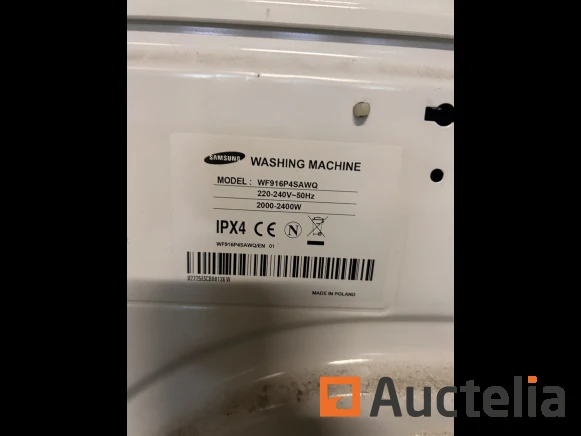 SAMSUNG WASHING MACHINE
MODEL : WF916P4SAWQ
220-240V~50Hz
2000-2400W
IPX4 CE N
WF916P4SAWQ/EN 01
MADE IN POLAND
Auctelia